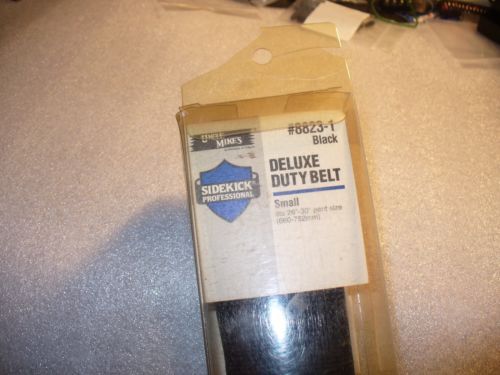 UNCLE
MIKE'S
#8823-1
Black
SIDEKICK
PROFESSIONAL
DELUXE
DUTY BELT
Small
fits 26"-30" pant size
(660-762mm)